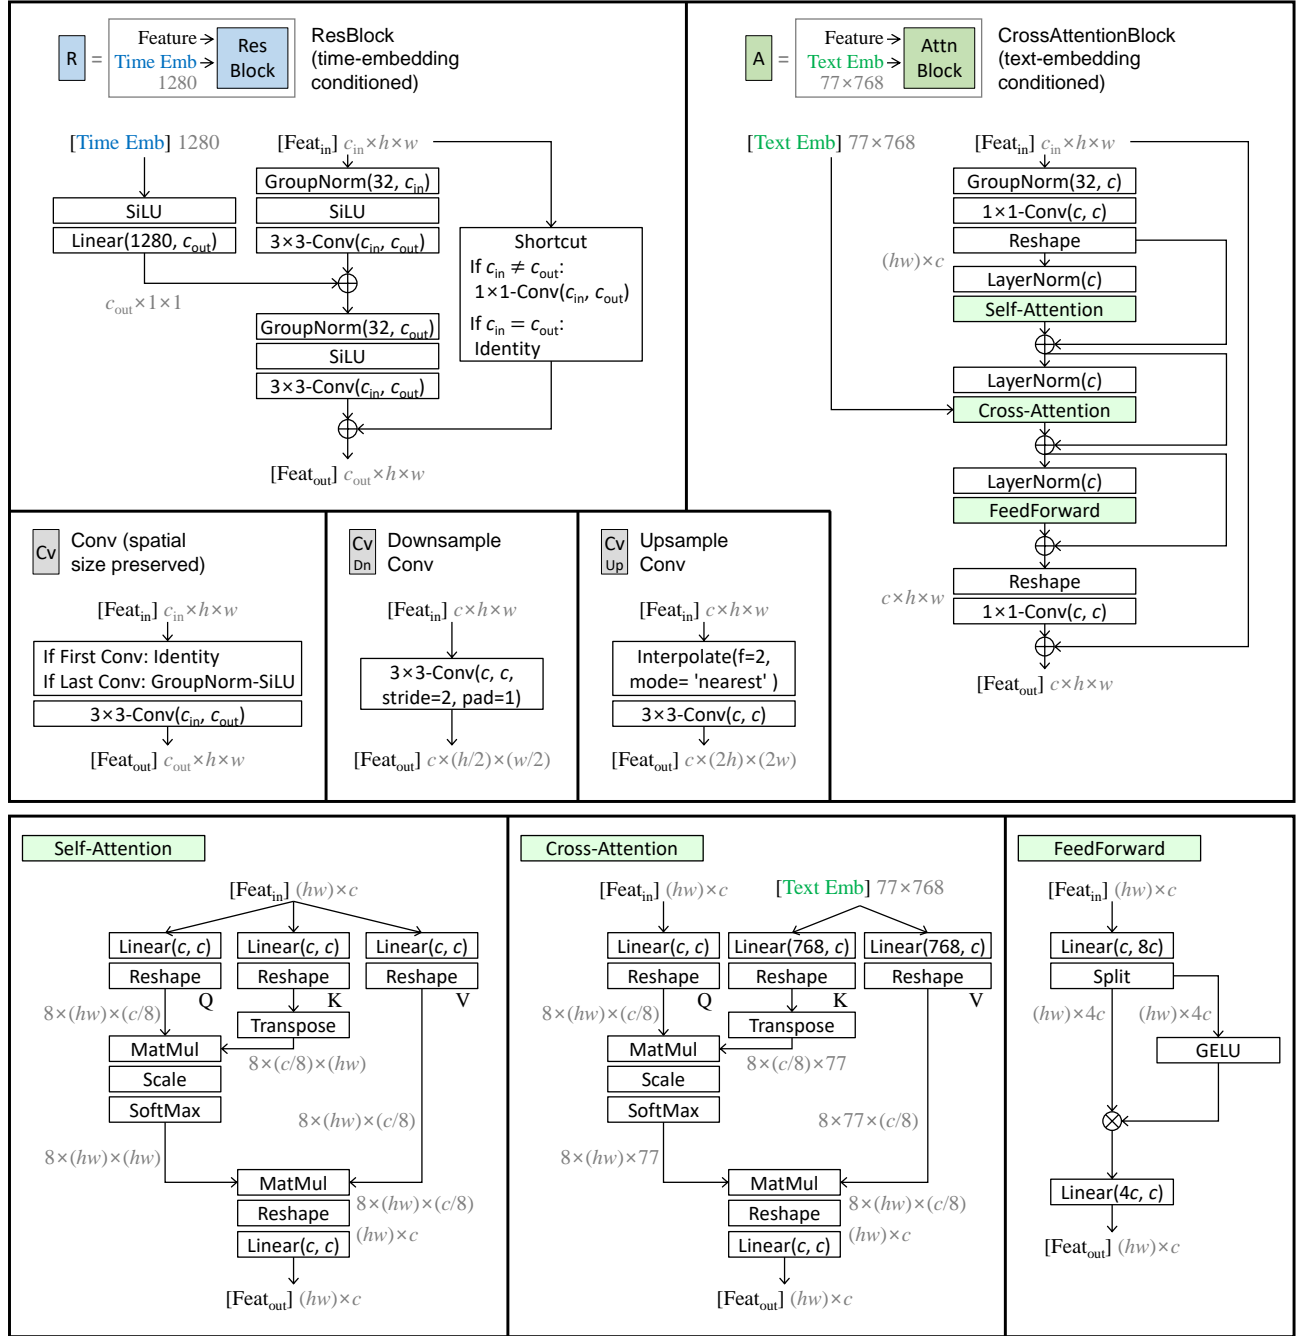 R
=
Feature
Time Emb
1280
Res
Block
ResBlock
(time-embedding
conditioned)
[Time Emb] 1280
[Feat_in] c_in×h×w
GroupNorm(32, c_in)
SiLU
SiLU
Linear(1280, c_out)
3×3-Conv(c_in, c_out)
c_out×1×1
GroupNorm(32, c_out)
SiLU
3×3-Conv(c_in, c_out)
Shortcut
If c_in ≠ c_out:
1×1-Conv(c_in, c_out)
If c_in = c_out:
Identity
[Feat_out] c_out×h×w
A
=
Feature
Text Emb
77×768
Attn
Block
CrossAttentionBlock
(text-embedding
conditioned)
[Text Emb] 77×768
[Feat_in] c_in×h×w
GroupNorm(32, c)
1×1-Conv(c, c)
Reshape
(hw)×c
LayerNorm(c)
Self-Attention
LayerNorm(c)
Cross-Attention
LayerNorm(c)
FeedForward
Reshape
c×h×w
1×1-Conv(c, c)
[Feat_out] c×h×w
Cv
Conv (spatial
size preserved)
[Feat_in] c_in×h×w
If First Conv: Identity
If Last Conv: GroupNorm-SiLU
3×3-Conv(c_in, c_out)
[Feat_out] c_out×h×w
Cv
Dn
Downsample
Conv
[Feat_in] c×h×w
3×3-Conv(c, c,
stride=2, pad=1)
[Feat_out] c×(h/2)×(w/2)
Cv
Up
Upsample
Conv
[Feat_in] c×h×w
Interpolate(f=2,
mode= 'nearest' )
3×3-Conv(c, c)
[Feat_out] c×(2h)×(2w)
Self-Attention
[Feat_in] (hw)×c
Linear(c, c)
Linear(c, c)
Linear(c, c)
Reshape
Reshape
Reshape
Q
K
V
8×(hw)×(c/8)
Transpose
MatMul
8×(c/8)×(hw)
Scale
SoftMax
8×(hw)×(c/8)
8×(hw)×(hw)
MatMul
8×(hw)×(c/8)
Reshape
(hw)×c
Linear(c, c)
[Feat_out] (hw)×c
Cross-Attention
[Feat_in] (hw)×c
[Text Emb] 77×768
Linear(c, c)
Linear(768, c)
Linear(768, c)
Reshape
Reshape
Reshape
Q
K
V
8×(hw)×(c/8)
Transpose
MatMul
8×(c/8)×77
Scale
SoftMax
8×77×(c/8)
8×(hw)×77
MatMul
8×(hw)×(c/8)
Reshape
(hw)×c
Linear(c, c)
[Feat_out] (hw)×c
FeedForward
[Feat_in] (hw)×c
Linear(c, 8c)
Split
(hw)×4c
(hw)×4c
GELU
Linear(4c, c)
[Feat_out] (hw)×c